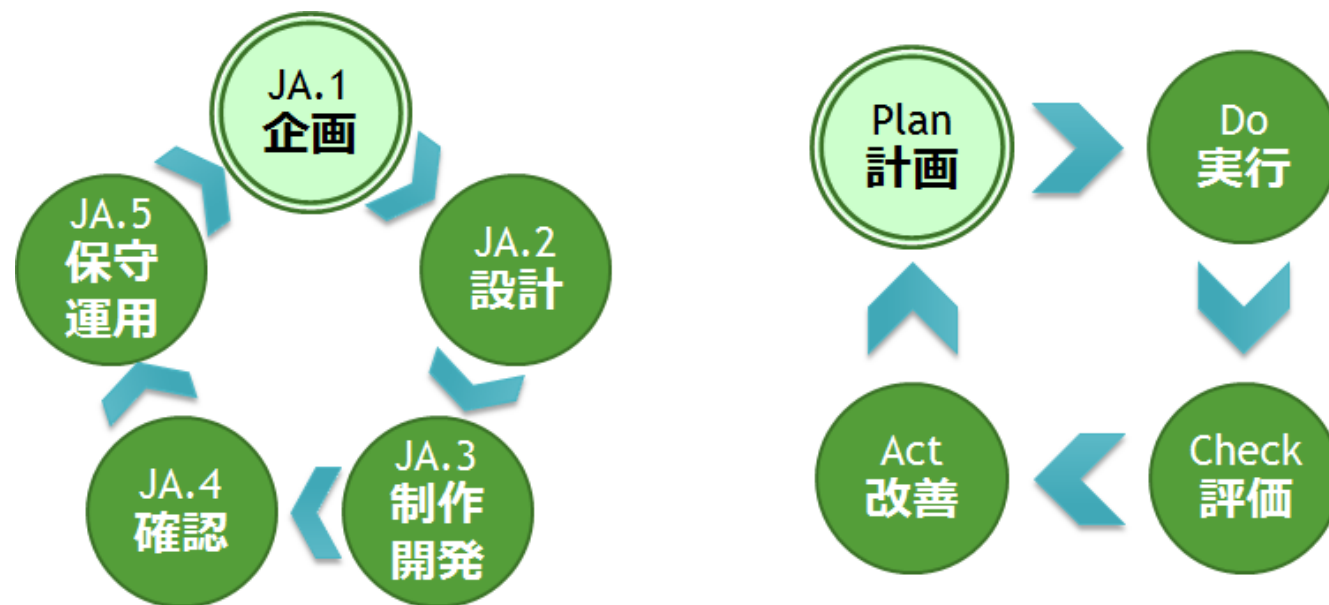 JA.1
企画
JA.2
設計
JA.3
制作
開発
JA.4
確認
JA.5
保守
運用
Plan
計画
Do
実行
Check
評価
Act
改善